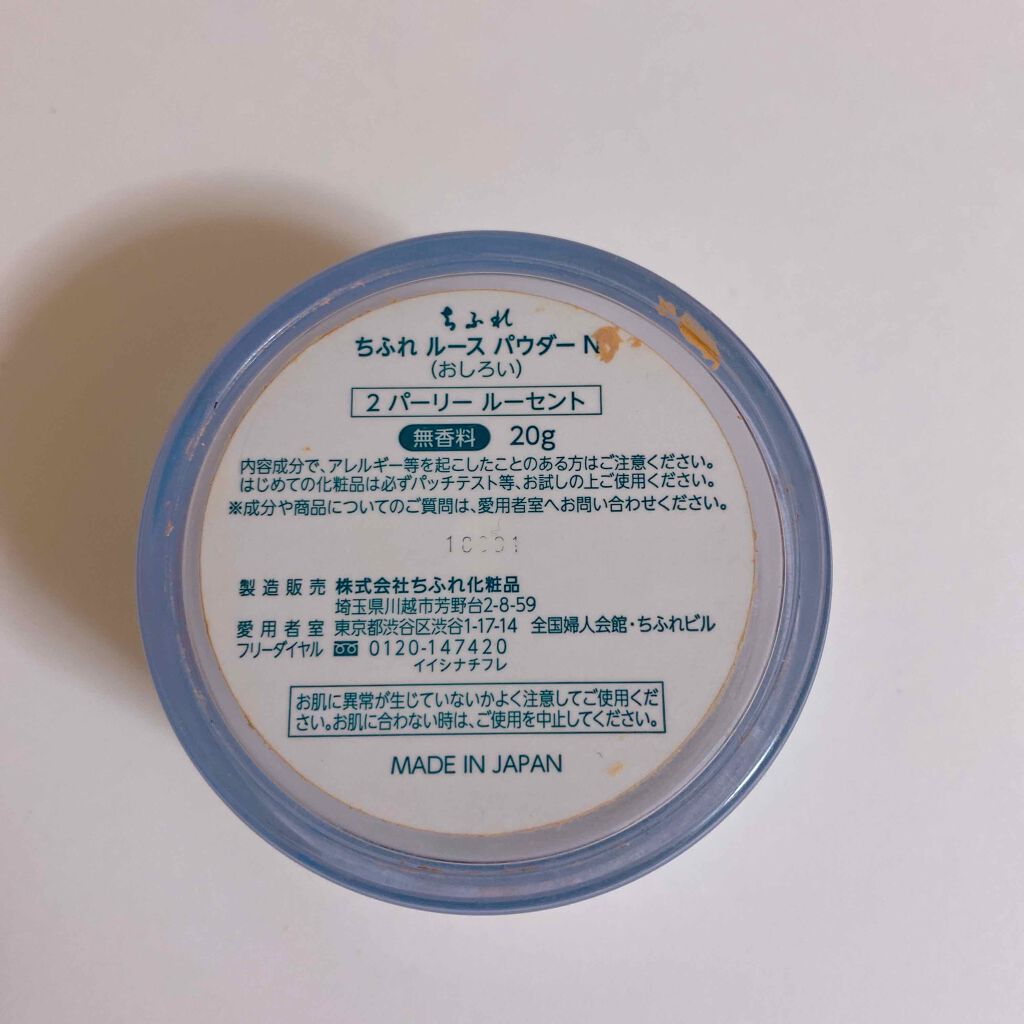 ちふれ
ちふれ ルース パウダー N
(おしろい)
2 パーリー ルーセント
無香料 20g
内容成分で、アレルギー等を起こしたことのある方はご注意ください。
はじめての化粧品は必ずパッチテスト等、お試しの上ご使用ください。
※成分や商品についてのご質問は、愛用者室へお問い合わせください。
製造販売 株式会社ちふれ化粧品
埼玉県川越市芳野台2-8-59
愛用者室 東京都渋谷区渋谷1-17-14 全国婦人会館・ちふれビル
フリーダイヤル 0120-147420
イイシナチフレ
お肌に異常が生じていないかよく注意してご使用くだ
さい。お肌に合わない時は、ご使用を中止してください。
MADE IN JAPAN